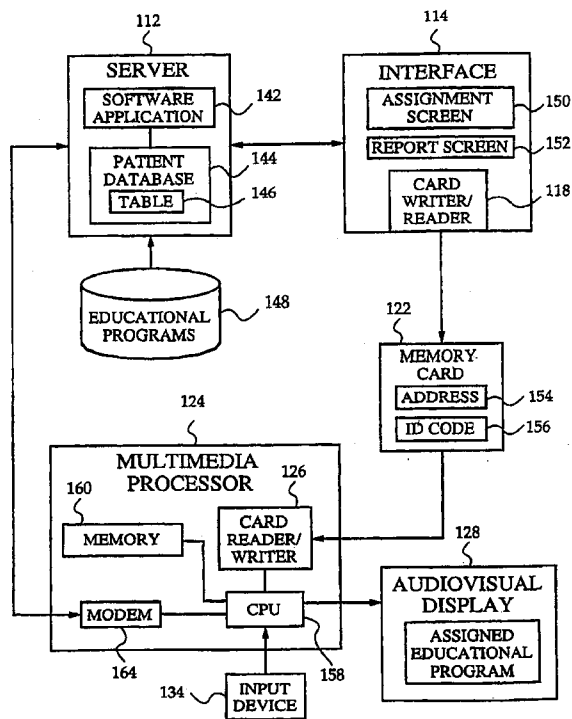 112
SERVER
SOFTWARE
APPLICATION
142
PATIENT
DATABASE
144
TABLE
146
EDUCATIONAL
PROGRAMS
148
114
INTERFACE
ASSIGNMENT
SCREEN
150
REPORT SCREEN
152
CARD
WRITER/
READER
118
122
MEMORY
CARD
ADDRESS
154
ID CODE
156
124
MULTIMEDIA
PROCESSOR
160
MEMORY
126
CARD
READER/
WRITER
MODEM
164
CPU
158
134
INPUT
DEVICE
128
AUDIOVISUAL
DISPLAY
ASSIGNED
EDUCATIONAL
PROGRAM